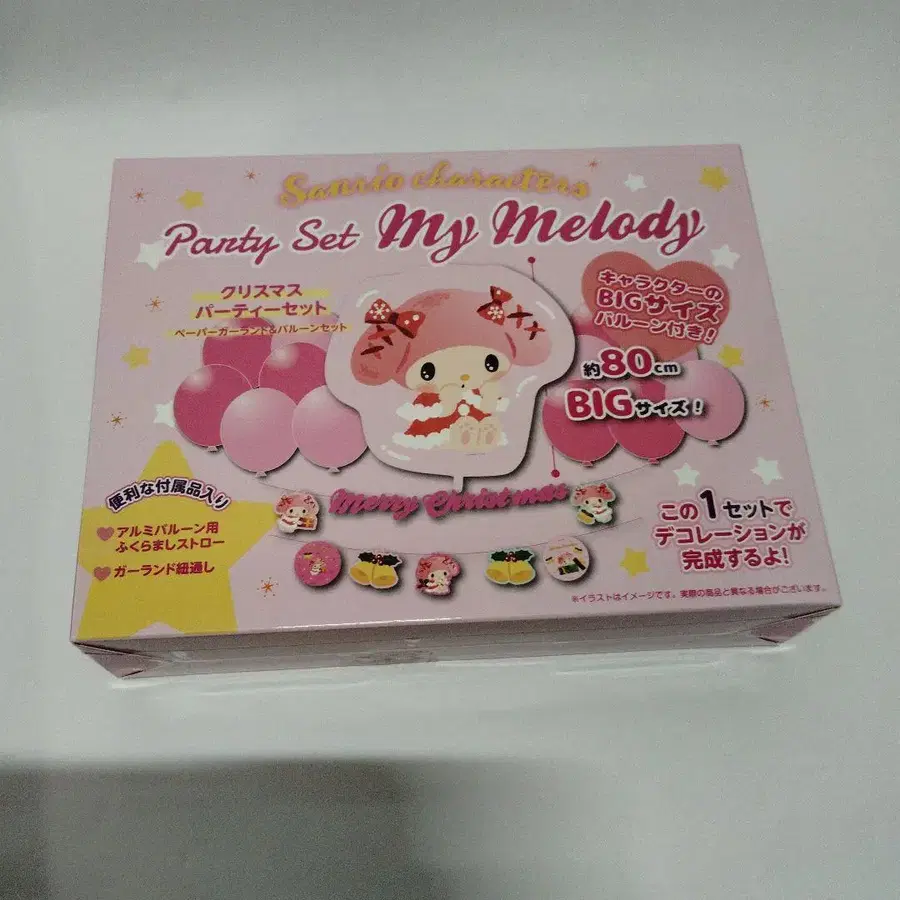 Sanrio characters
Party Set My Melody
クリスマス
パーティーセット
ペーパーガーランド&バルーンセット
キャラクターの
BIGサイズ
バルーン付き!
約80cm
BIGサイズ!
便利な付属品入り
アルミバルーン用
ふくらましストロー
ガーランド紐通し
Merry Christmas
この1セットで
デコレーションが
完成するよ!
※イラストはイメージです。実際の商品と異なる場合がございます。